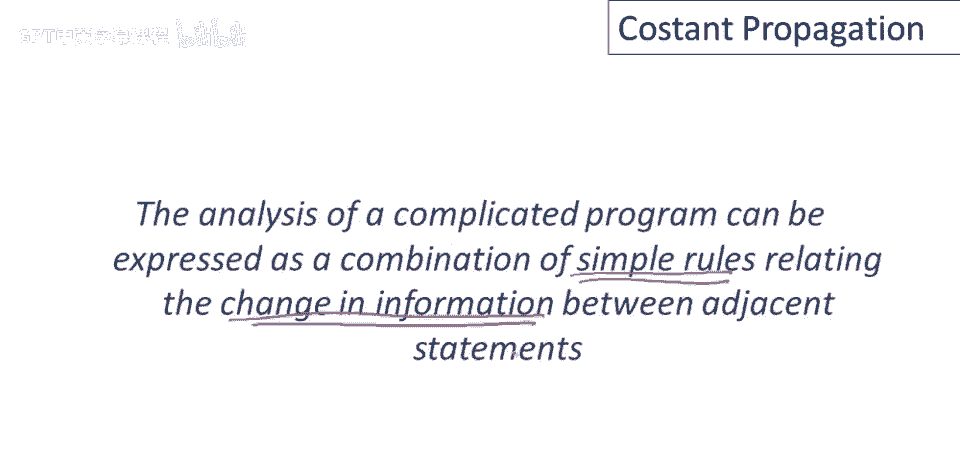 Costant Propagation
The analysis of a complicated program can be
expressed as a combination of simple rules relating
the change in information between adjacent
statements